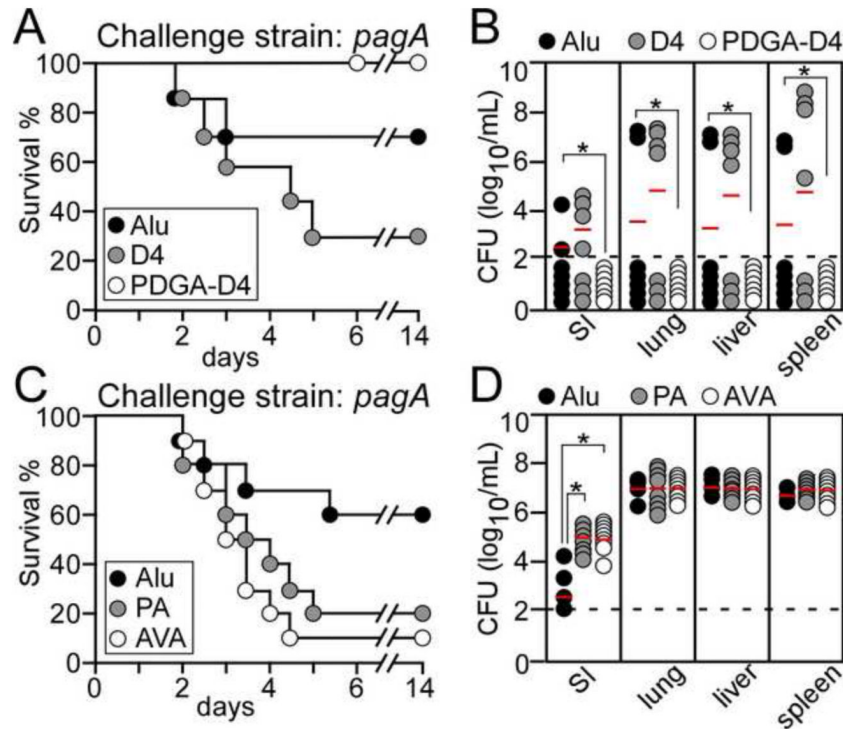 A
Challenge strain: pagA
Survival %
100
80
60
40
20
0
Alu
D4
PDGA-D4
0
2
4
6
14
days
B
Alu
D4
PDGA-D4
CFU (log10/mL)
10
8
6
4
2
0
*
*
*
*
SI
lung
liver
spleen
C
Challenge strain: pagA
Survival %
100
80
60
40
20
0
Alu
PA
AVA
0
2
4
6
14
days
D
Alu
PA
AVA
CFU (log10/mL)
10
8
6
4
2
0
*
*
SI
lung
liver
spleen